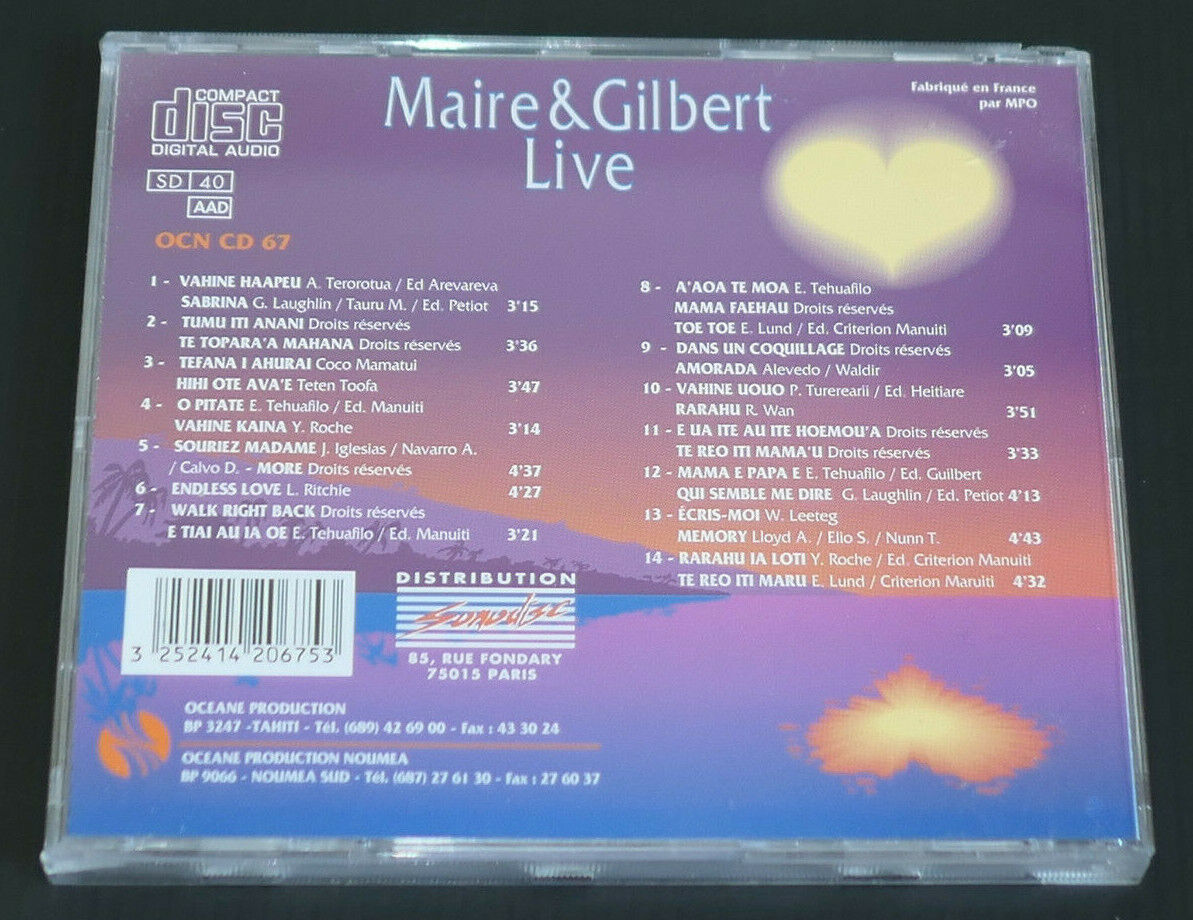 COMPACT
disc
DIGITAL AUDIO
SD 40
AAD
OCN CD 67
Maire & Gilbert
Live
Fabriqué en France
par MPO
1 - VAHINE HAAPEU A. Terorotua / Ed Arevareva
SABRINA G. Laughlin / Tauru M. / Ed. Petiot 3'15
2 - TUMU ITI ANANI Droits réservés
TE TOPARA'A MAHANA Droits réservés 3'36
3 - TEFANA I AHURAI Coco Mamatui
HIHI OTE AVA'E Teten Toofa 3'47
4 - O PITATE E. Tehuafilo / Ed. Manuiti
VAHINE KAINA Y. Roche 3'14
5 - SOURIEZ MADAME J. Iglesias / Navarro A.
/ Calvo D. - MORE Droits réservés 4'37
6 - ENDLESS LOVE L. Ritchie 4'27
7 - WALK RIGHT BACK Droits réservés
E TIAI AU IA OE E. Tehuafilo / Ed. Manuiti 3'21
8 - A'AOA TE MOA E. Tehuafilo
MAMA FAEHAU Droits réservés
TOE TOE E. Lund / Ed. Criterion Manuiti 3'09
9 - DANS UN COQUILLAGE Droits réservés
AMORADA Alevedo / Waldir 3'05
10 - VAHINE UOUO P. Turerearii / Ed. Heitiare
RARAHU R. Wan 3'51
11 - E UA ITE AU ITE HOEMOU'A Droits réservés
TE REO ITI MAMA'U Droits réservés 3'33
12 - MAMA E PAPA E E. Tehuafilo / Ed. Guilbert
QUI SEMBLE ME DIRE G. Laughlin / Ed. Petiot 4'13
13 - ÉCRIS-MOI W. Leeteg
MEMORY Lloyd A. / Elio S. / Nunn T. 4'43
14 - RARAHU IA LOTI Y. Roche / Ed. Criterion Manuiti
TE REO ITI MARU E. Lund / Criterion Maruiti 4'32
3 252414 206753
DISTRIBUTION
Sonodisc
85, RUE FONDARY
75015 PARIS
OCEANE PRODUCTION
BP 3247 -TAHITI - Tél. (689) 42 69 00 - Fax : 43 30 24
OCEANE PRODUCTION NOUMEA
BP 9066 - NOUMEA SUD - Tél. (687) 27 61 30 - Fax : 27 60 37